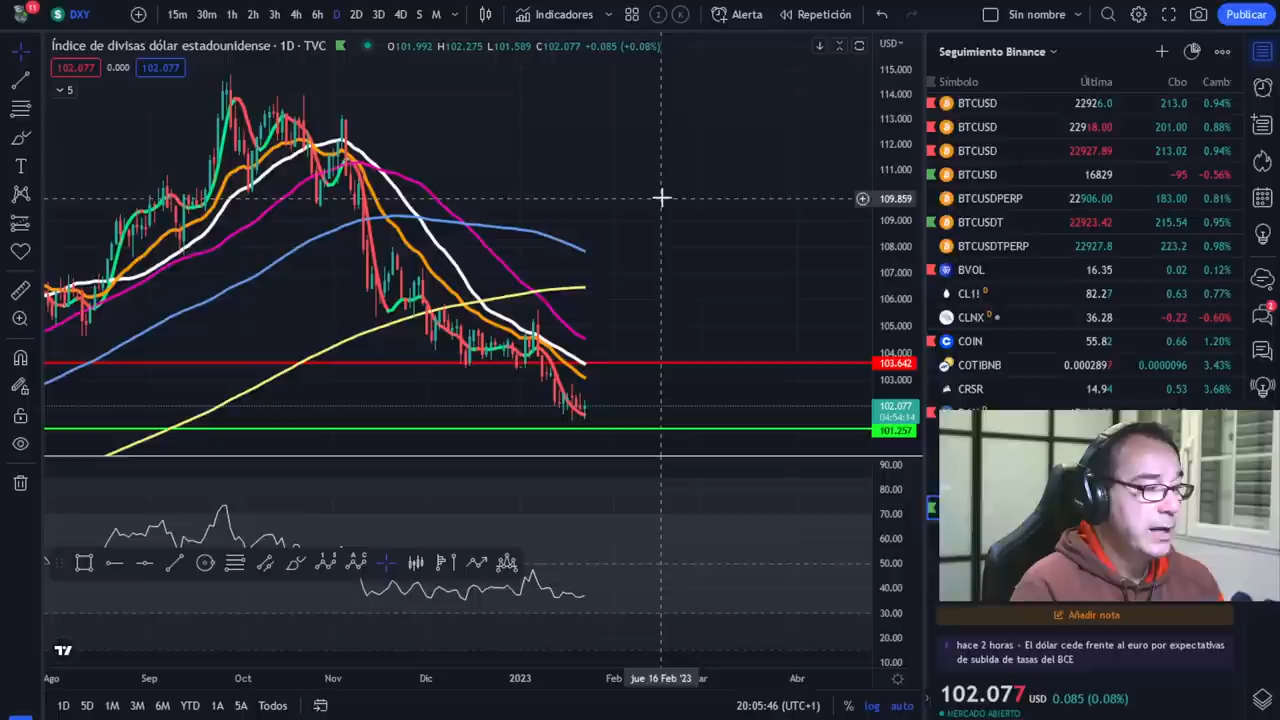 11
S DXY
15m 30m 1h 2h 3h 4h 6h D 2D 3D 4D S M
Indicadores
Alerta
Repetición
Sin nombre
Publicar
Índice de divisas dólar estadounidense · 1D · TVC
O101.992 H102.275 L101.589 C102.077 +0.085 (+0.08%)
102.077 0.000 102.077
5
USD
115.000
114.000
113.000
112.000
111.000
109.859
109.000
108.000
107.000
106.000
105.000
104.000
103.642
103.000
102.077
04:54:14
101.257
90.00
80.00
70.00
60.00
50.00
40.00
30.00
20.00
10.00
Ago Sep Oct Nov Dic 2023 Feb jue 16 Feb '23 ar Abr
1D 5D 1M 3M 6M YTD 1A 5A Todos
20:05:46 (UTC+1)
% log auto
Seguimiento Binance
Símbolo Última Cbo Camb
BTCUSD 22926.0 213.0 0.94%
BTCUSD 22918.00 201.00 0.88%
BTCUSD 22927.89 213.02 0.94%
BTCUSD 16829 −95 −0.56%
BTCUSDPERP 22906.00 183.00 0.81%
BTCUSDT 22923.42 215.54 0.95%
BTCUSDTPERP 22927.8 223.2 0.98%
BVOL 16.35 0.02 0.12%
CL1! D 82.27 0.63 0.77%
CLNX D 36.28 −0.22 −0.60%
COIN 55.82 0.66 1.20%
COTIBNB 0.0002897 0.0000096 3.43%
CRSR 14.94 0.53 3.68%
Añadir nota
hace 2 horas · El dólar cede frente al euro por expectativas
de subida de tasas del BCE
102.077 USD 0.085 (0.08%)
MERCADO ABIERTO
2